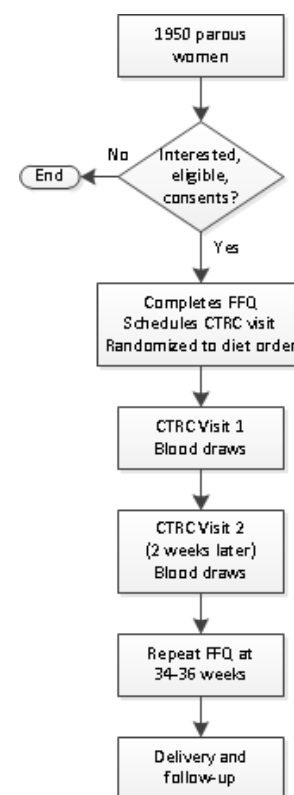 1950 parous
women
Interested,
eligible,
consents?
No
End
Yes
Completes FFQ
Schedules CTRC visit
Randomized to diet order
CTRC Visit 1
Blood draws
CTRC Visit 2
(2 weeks later)
Blood draws
Repeat FFQ at
34-36 weeks
Delivery and
follow-up